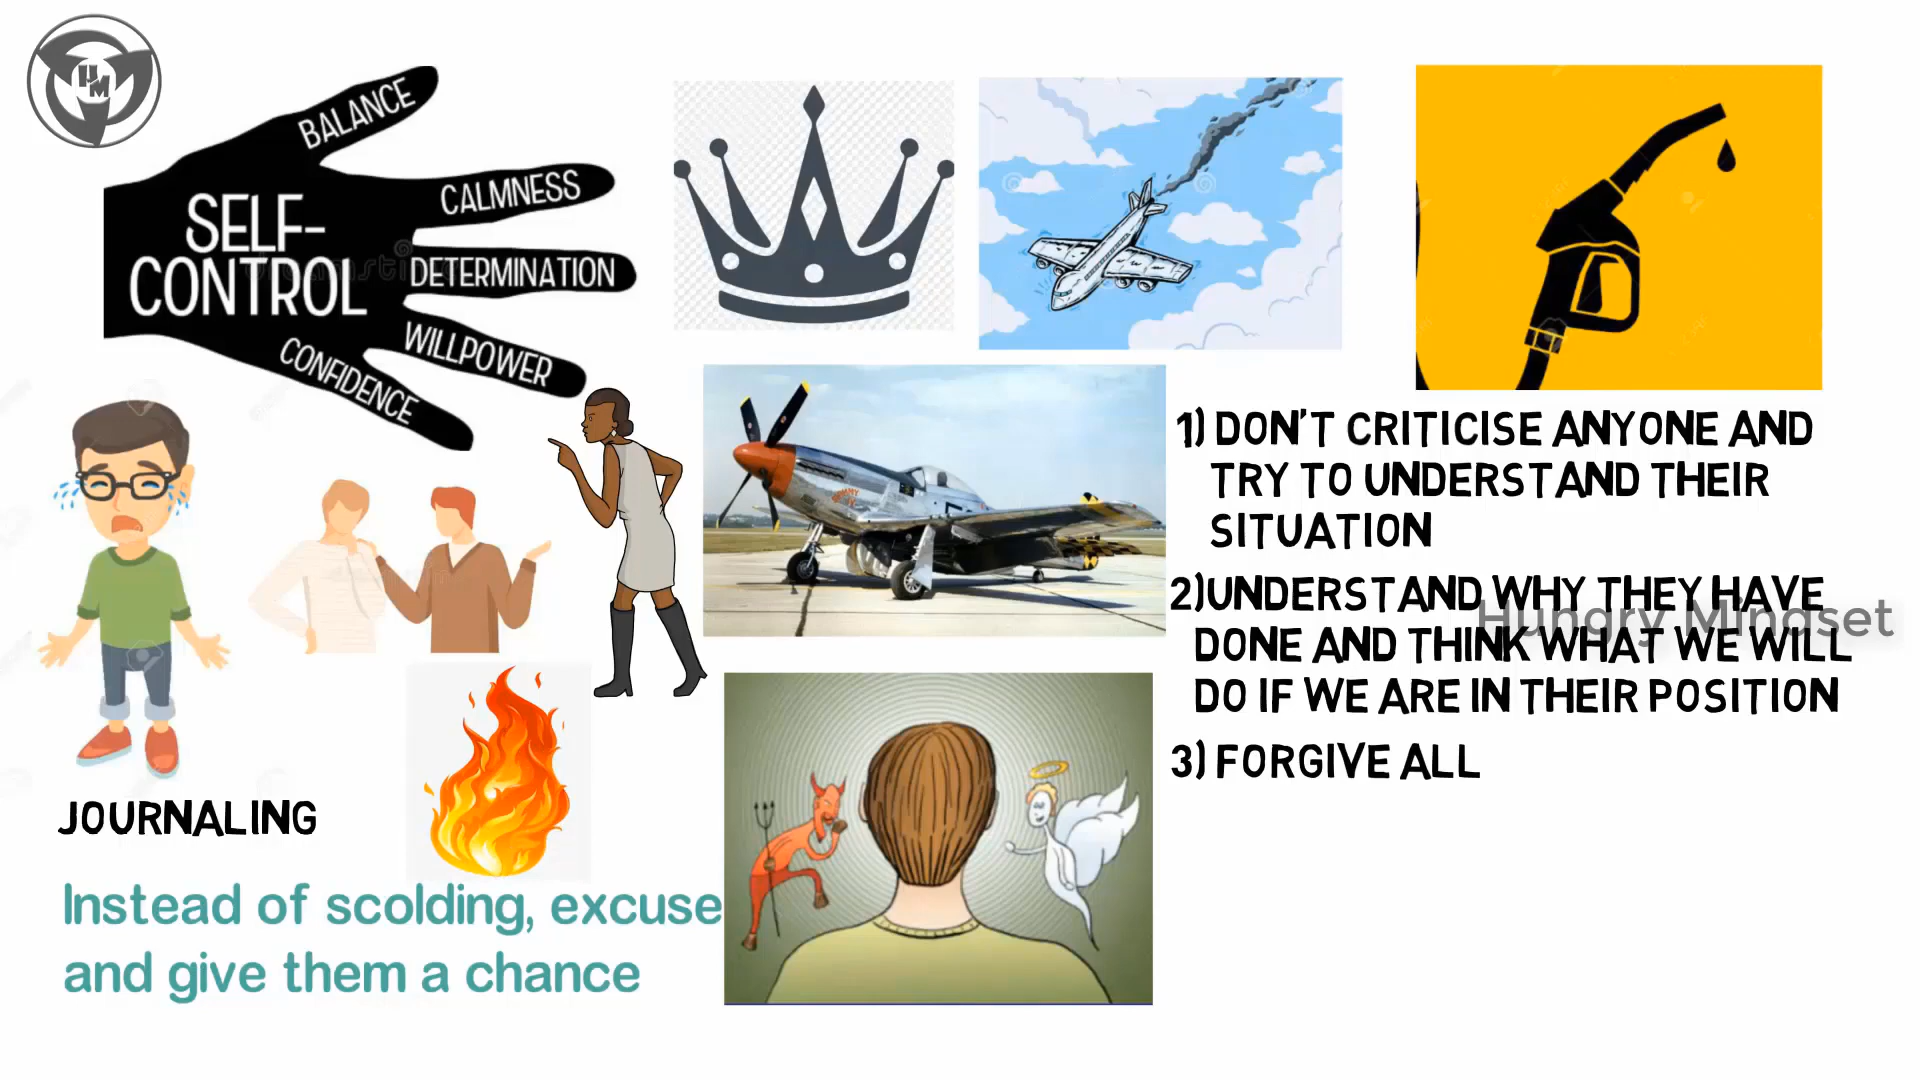 HM
BALANCE
CALMNESS
SELF-
CONTROL
DETERMINATION
WILLPOWER
CONFIDENCE
1) DON'T CRITICISE ANYONE AND
TRY TO UNDERSTAND THEIR
SITUATION
2)UNDERSTAND WHY THEY HAVE
DONE AND THINK WHAT WE WILL
DO IF WE ARE IN THEIR POSITION
3) FORGIVE ALL
Hungry Mindset
JOURNALING
Instead of scolding, excuse
and give them a chance